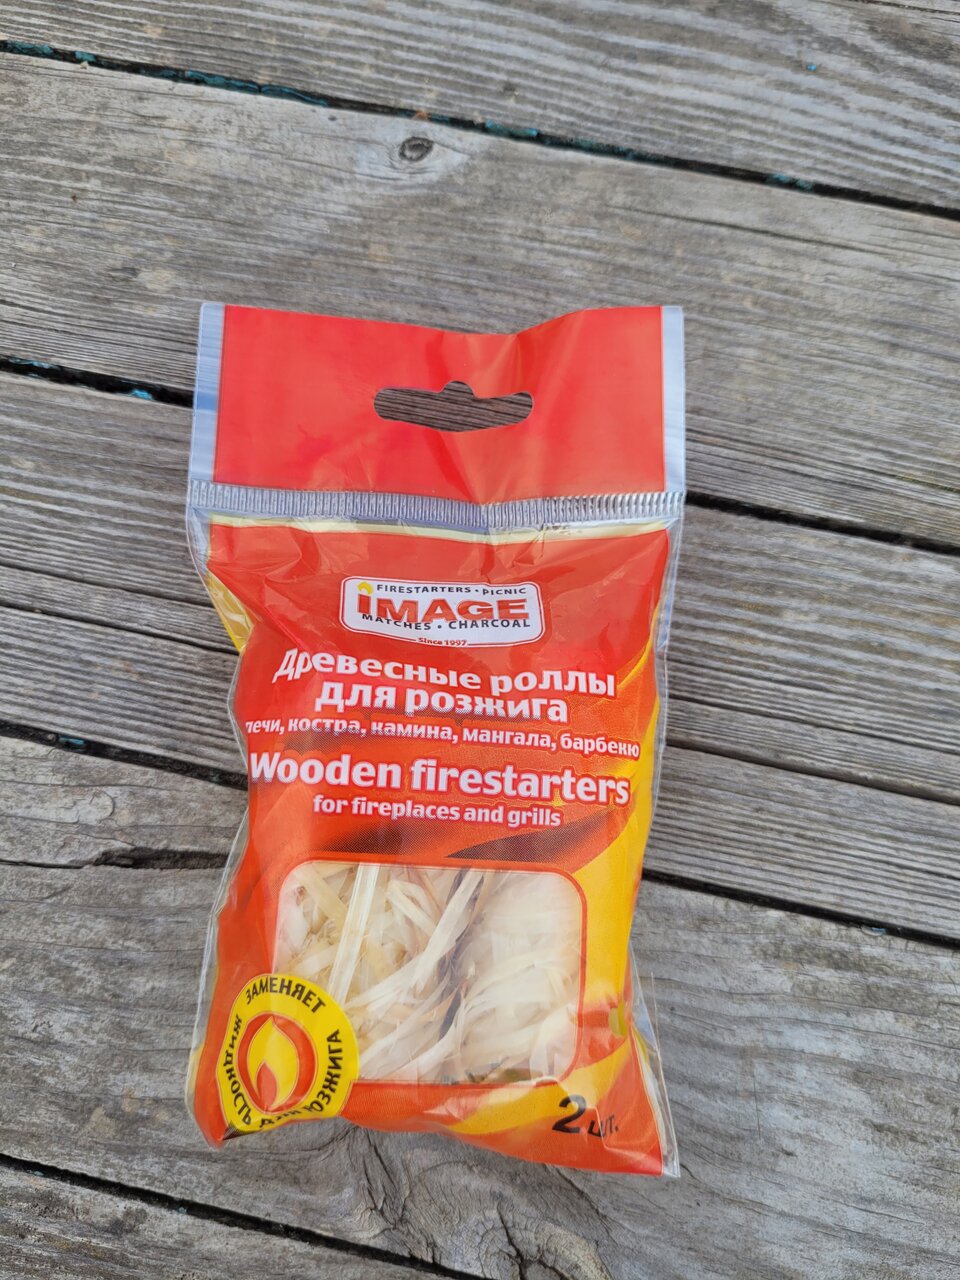 FIRESTARTERS • PICNIC
IMAGE
MATCHES • CHARCOAL
Since 1997
Древесные роллы
для розжига
печи, костра, камина, мангала, барбекю
Wooden firestarters
for fireplaces and grills
ЗАМЕНЯЕТ
ЖИДКОСТЬ ДЛЯ РОЗЖИГА
2 шт.